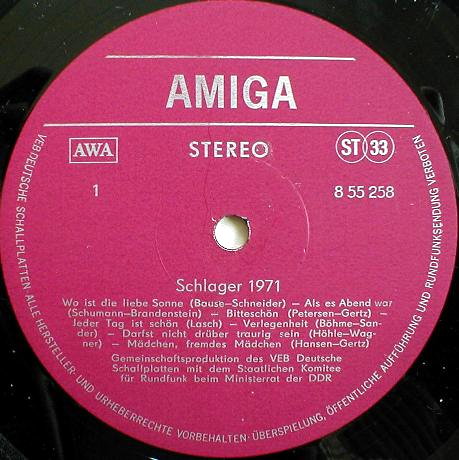 AMIGA
AWA
STEREO
ST 33
1
8 55 258
Schlager 1971
Wo ist die liebe Sonne (Bause–Schneider) – Als es Abend war
(Schumann–Brandenstein) – Bitteschön (Petersen–Gertz) –
Jeder Tag ist schön (Lasch) – Verlegenheit (Böhme–San-
der) – Darfst nicht drüber traurig sein (Höhle–Wag-
ner) – Mädchen, fremdes Mädchen (Hansen–Gertz)
Gemeinschaftsproduktion des VEB Deutsche
Schallplatten mit dem Staatlichen Komitee
für Rundfunk beim Ministerrat der DDR
VEB DEUTSCHE SCHALLPLATTEN ALLE HERSTELLER- UND URHEBERRECHTE VORBEHALTEN · ÜBERSPIELUNG, ÖFFENTLICHE AUFFÜHRUNG UND RUNDFUNKSENDUNG VERBOTEN